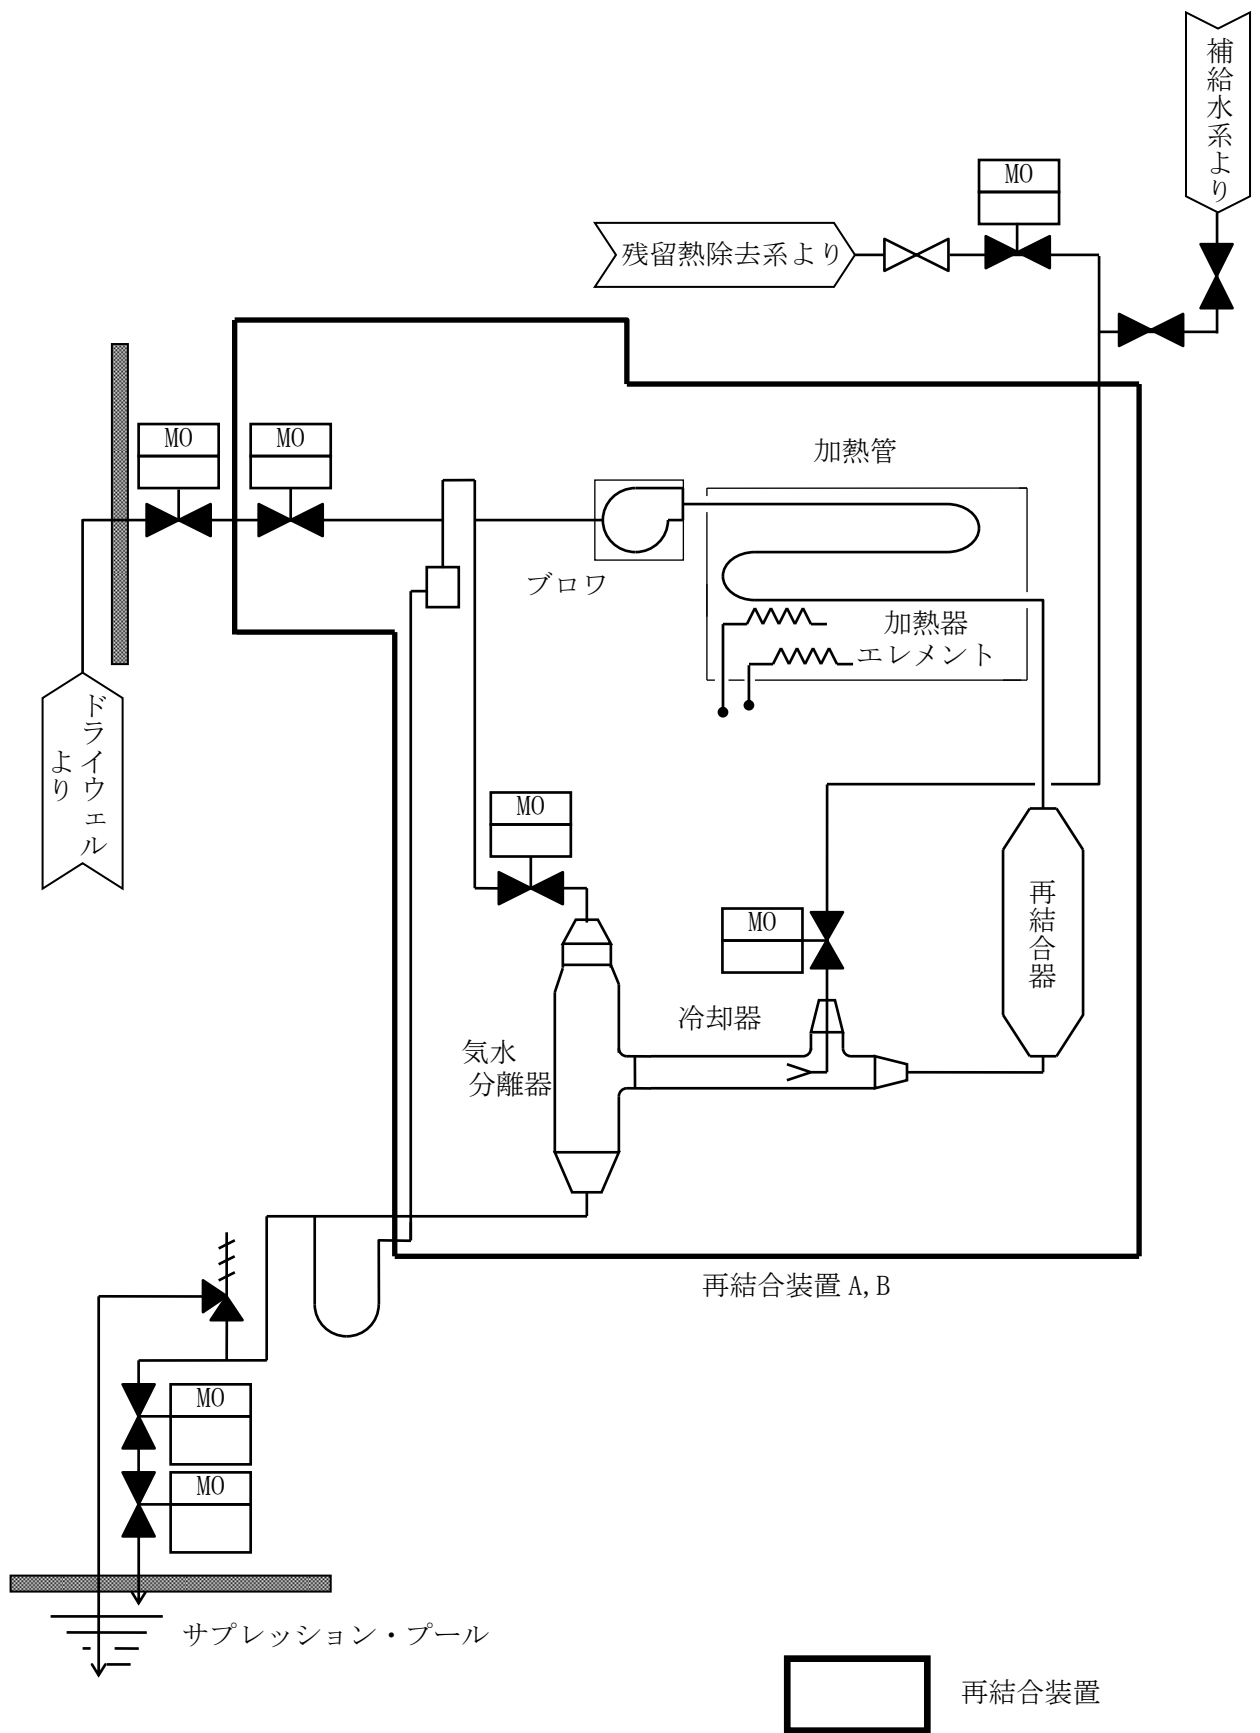 補給水系より
MO
残留熱除去系より
MO
MO
加熱管
ブロワ
加熱器
エレメント
ドライウェル
より
MO
MO
再結合器
冷却器
気水
分離器
再結合装置 A, B
MO
MO
サプレッション・プール
再結合装置